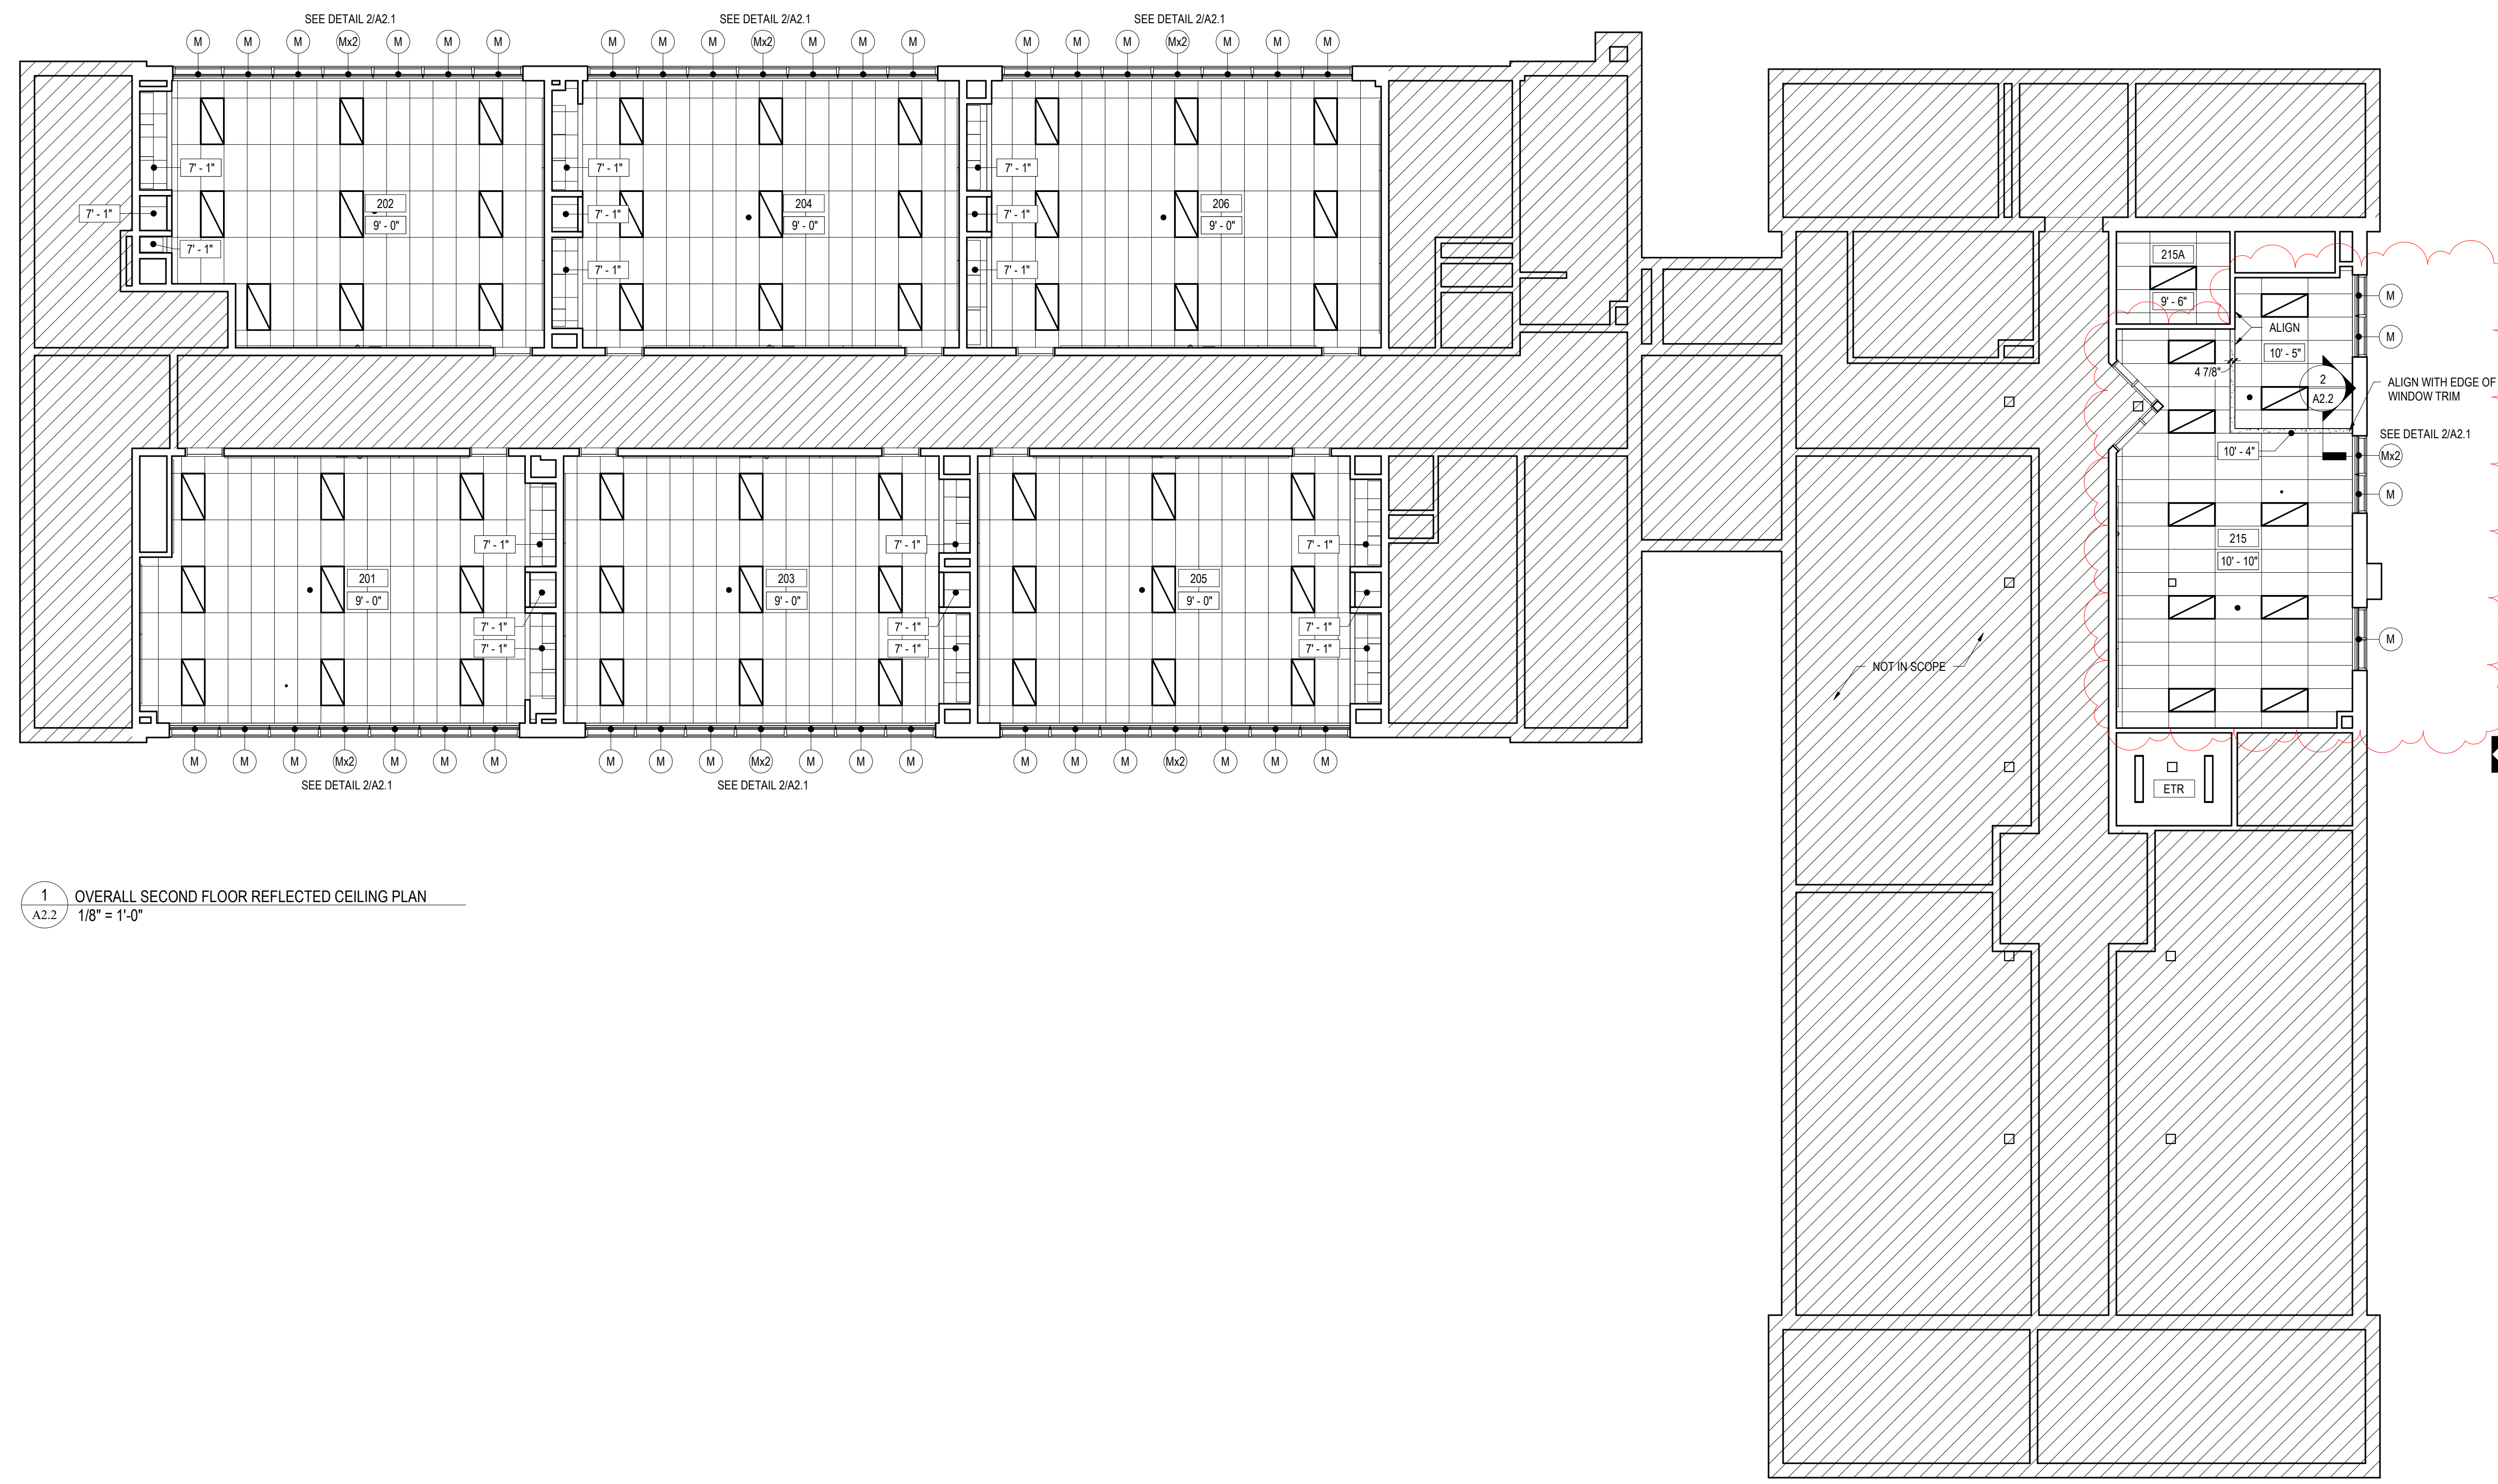 SEE DETAIL 2/A2.1
SEE DETAIL 2/A2.1
SEE DETAIL 2/A2.1
M M M Mx2 M M M
M M M Mx2 M M M
M M M Mx2 M M M
7' - 1"
7' - 1"
7' - 1"
202
9' - 0"
7' - 1"
7' - 1"
7' - 1"
204
9' - 0"
7' - 1"
7' - 1"
7' - 1"
206
9' - 0"
215A
9' - 6"
M
M
ALIGN
10' - 5"
4 7/8"
2
A2.2
ALIGN WITH EDGE OF
WINDOW TRIM
SEE DETAIL 2/A2.1
10' - 4"
Mx2
M
215
10' - 10"
M
NOT IN SCOPE
ETR
201
9' - 0"
7' - 1"
7' - 1"
7' - 1"
203
9' - 0"
7' - 1"
7' - 1"
7' - 1"
205
9' - 0"
7' - 1"
7' - 1"
7' - 1"
M M M Mx2 M M M
M M M Mx2 M M M
M M M Mx2 M M M
SEE DETAIL 2/A2.1
SEE DETAIL 2/A2.1
1
A2.2
OVERALL SECOND FLOOR REFLECTED CEILING PLAN
1/8" = 1'-0"